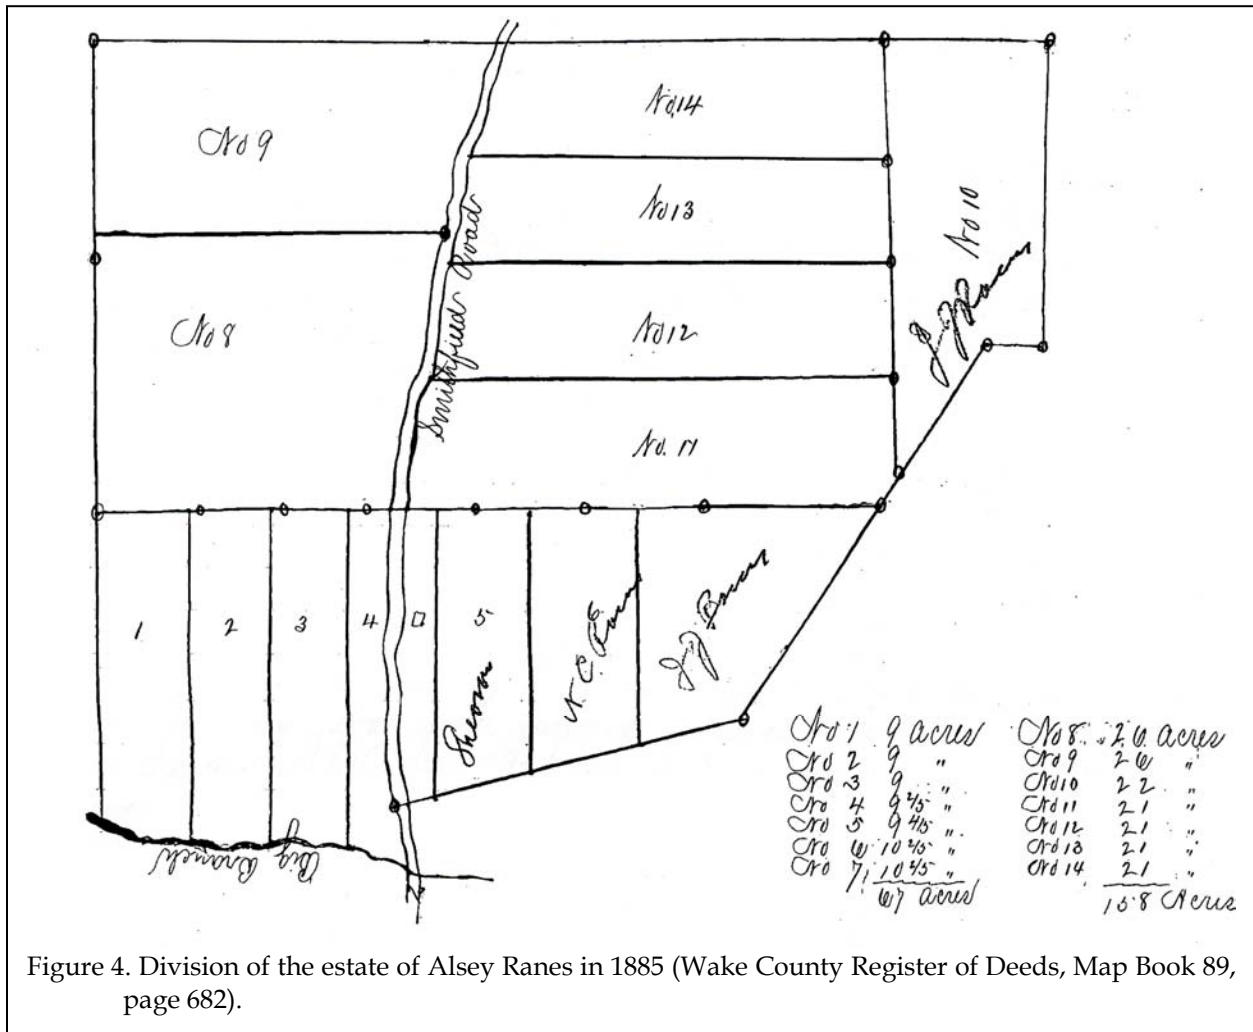 No 14
No 9
No 13
No 10
Smithfield Road
No 12
No 8
No. 11
1
2
3
4
5
6
N. C.
No 1 9 acres
No 2 9 "
No 3 9 "
No 4 9 2/5 "
No 5 9 4/5 "
No 6 10 2/5 "
No 7 10 2/5 "
67 acres
No 8 26 acres
No 9 26 "
No 10 22 "
No 11 21 "
No 12 21 "
No 13 21 "
No 14 21 "
158 Acres
Big Branch
Figure 4. Division of the estate of Alsey Ranes in 1885 (Wake County Register of Deeds, Map Book 89,
page 682).